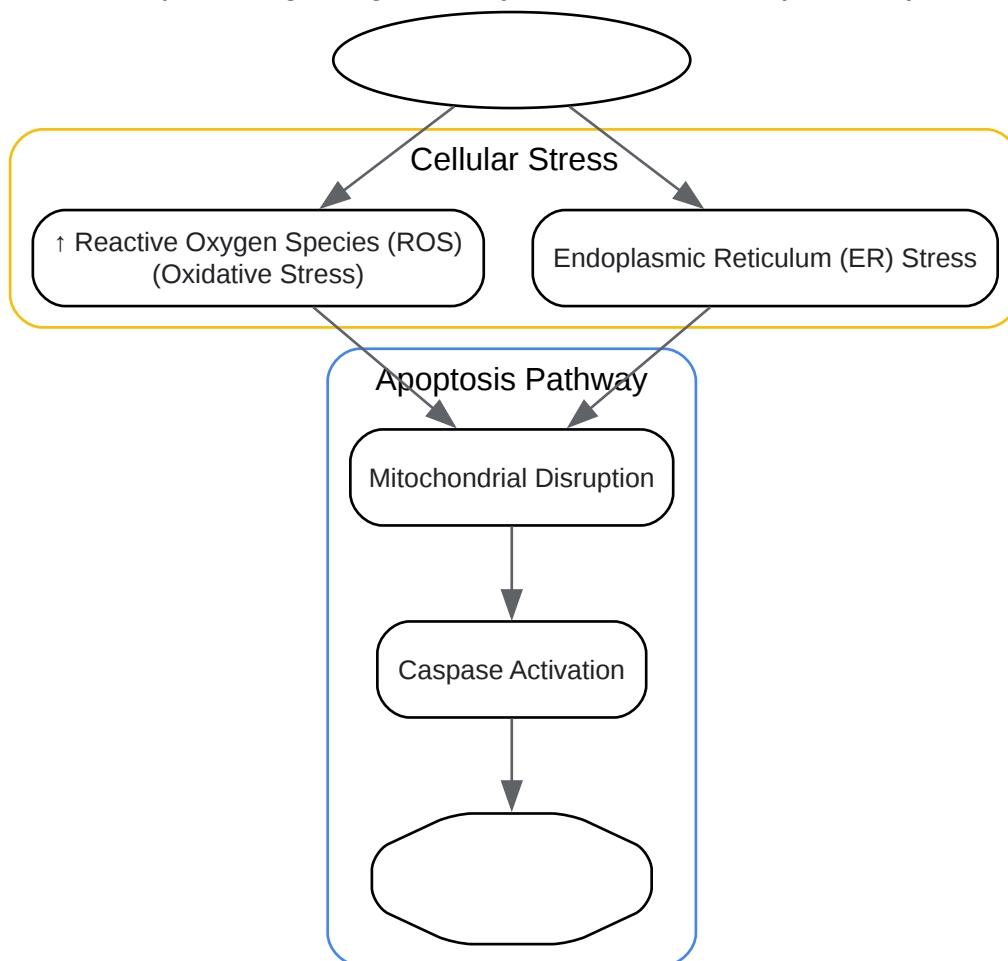 Cellular Stress
↑ Reactive Oxygen Species (ROS)
(Oxidative Stress)
Endoplasmic Reticulum (ER) Stress
Apoptosis Pathway
Mitochondrial Disruption
Caspase Activation